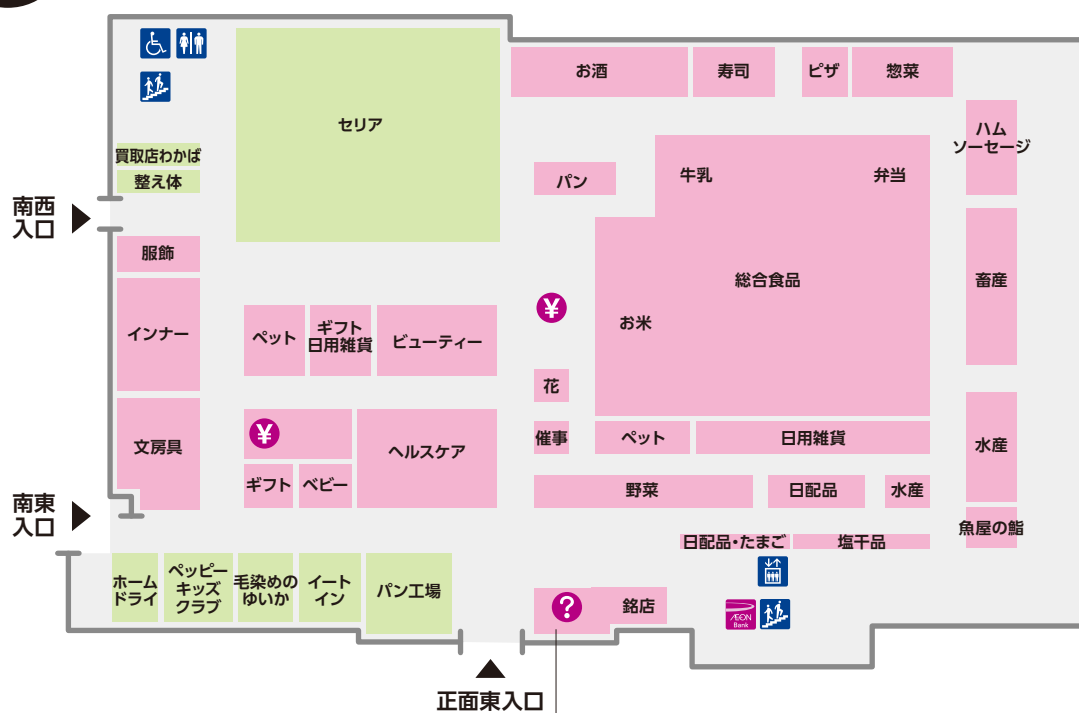 お酒
寿司
ピザ
惣菜
セリア
ハム
ソーセージ
買取店わかば
整え体
パン
牛乳
弁当
南西
入口
服飾
畜産
総合食品
インナー
ペット
ギフト
日用雑貨
ビューティー
¥
お米
花
文房具
¥
ヘルスケア
催事
ペット
日用雑貨
水産
ギフト
ベビー
野菜
日配品
水産
南東
入口
魚屋の鮨
日配品・たまご
塩干品
ホーム
ドライ
ペッピー
キッズ
クラブ
毛染めの
ゆいか
イート
イン
パン工場
?
銘店
ÆON
Bank
正面東入口